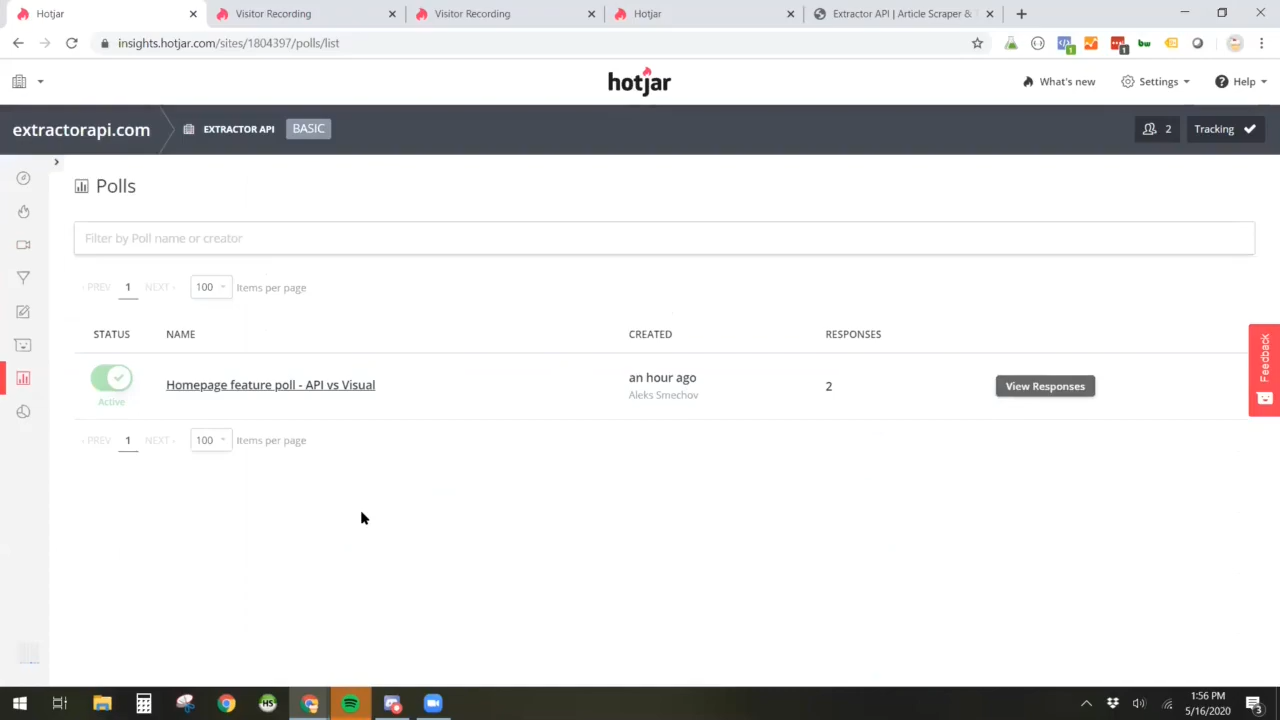 Hotjar
Visitor Recording
Visitor Recording
Hotjar
Extractor API | Article Scraper &
insights.hotjar.com/sites/1804397/polls/list
hotjar
What's new
Settings
Help
extractorapi.com
EXTRACTOR API
BASIC
2
Tracking
Polls
Filter by Poll name or creator
‹ PREV 1 NEXT › 100 Items per page
STATUS NAME CREATED RESPONSES
Homepage feature poll - API vs Visual
an hour ago
2
View Responses
Active
Aleks Smechov
‹ PREV 1 NEXT › 100 Items per page
Feedback
1:56 PM
5/16/2020
3